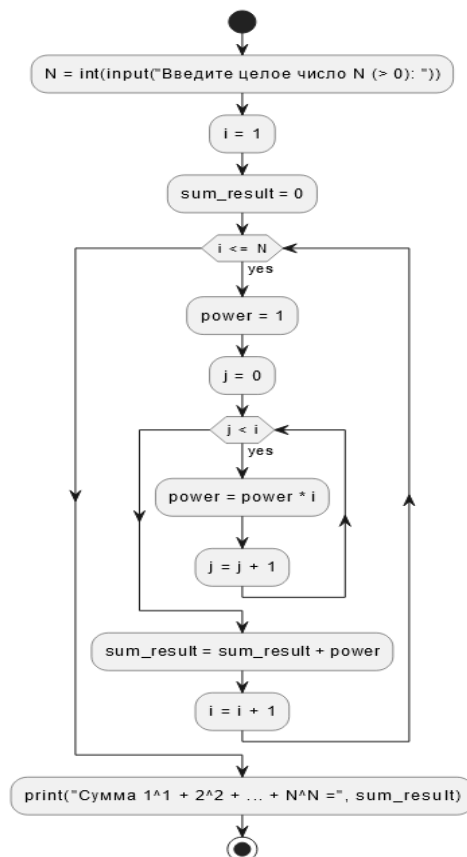 N = int(input("Введите целое число N (> 0): "))
i = 1
sum_result = 0
i <= N
yes
power = 1
j = 0
j < i
yes
power = power * i
j = j + 1
sum_result = sum_result + power
i = i + 1
print("Сумма 1^1 + 2^2 + ... + N^N =", sum_result)